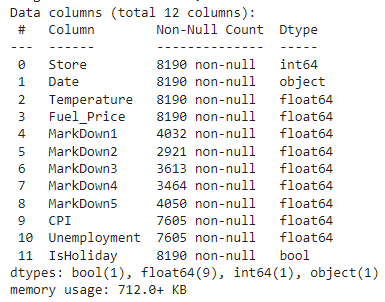 Data columns (total 12 columns):
 #   Column        Non-Null Count  Dtype
---  ------        --------------  -----
 0   Store         8190 non-null   int64
 1   Date          8190 non-null   object
 2   Temperature   8190 non-null   float64
 3   Fuel_Price    8190 non-null   float64
 4   MarkDown1     4032 non-null   float64
 5   MarkDown2     2921 non-null   float64
 6   MarkDown3     3613 non-null   float64
 7   MarkDown4     3464 non-null   float64
 8   MarkDown5     4050 non-null   float64
 9   CPI           7605 non-null   float64
 10  Unemployment  7605 non-null   float64
 11  IsHoliday     8190 non-null   bool
dtypes: bool(1), float64(9), int64(1), object(1)
memory usage: 712.0+ KB